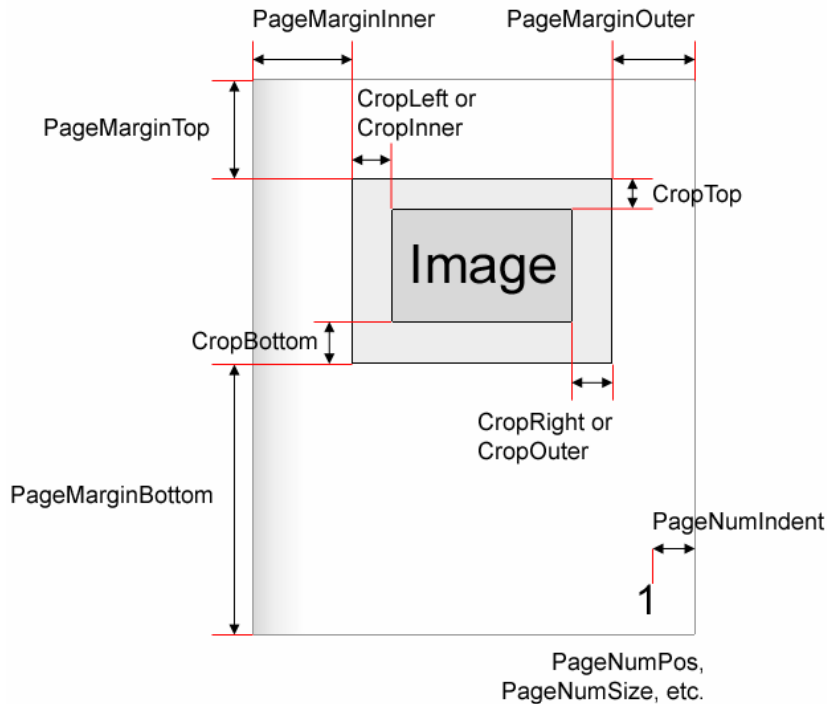 PageMarginInner
PageMarginOuter
CropLeft or
CropInner
PageMarginTop
CropTop
Image
CropBottom
CropRight or
CropOuter
PageMarginBottom
PageNumIndent
1
PageNumPos,
PageNumSize, etc.